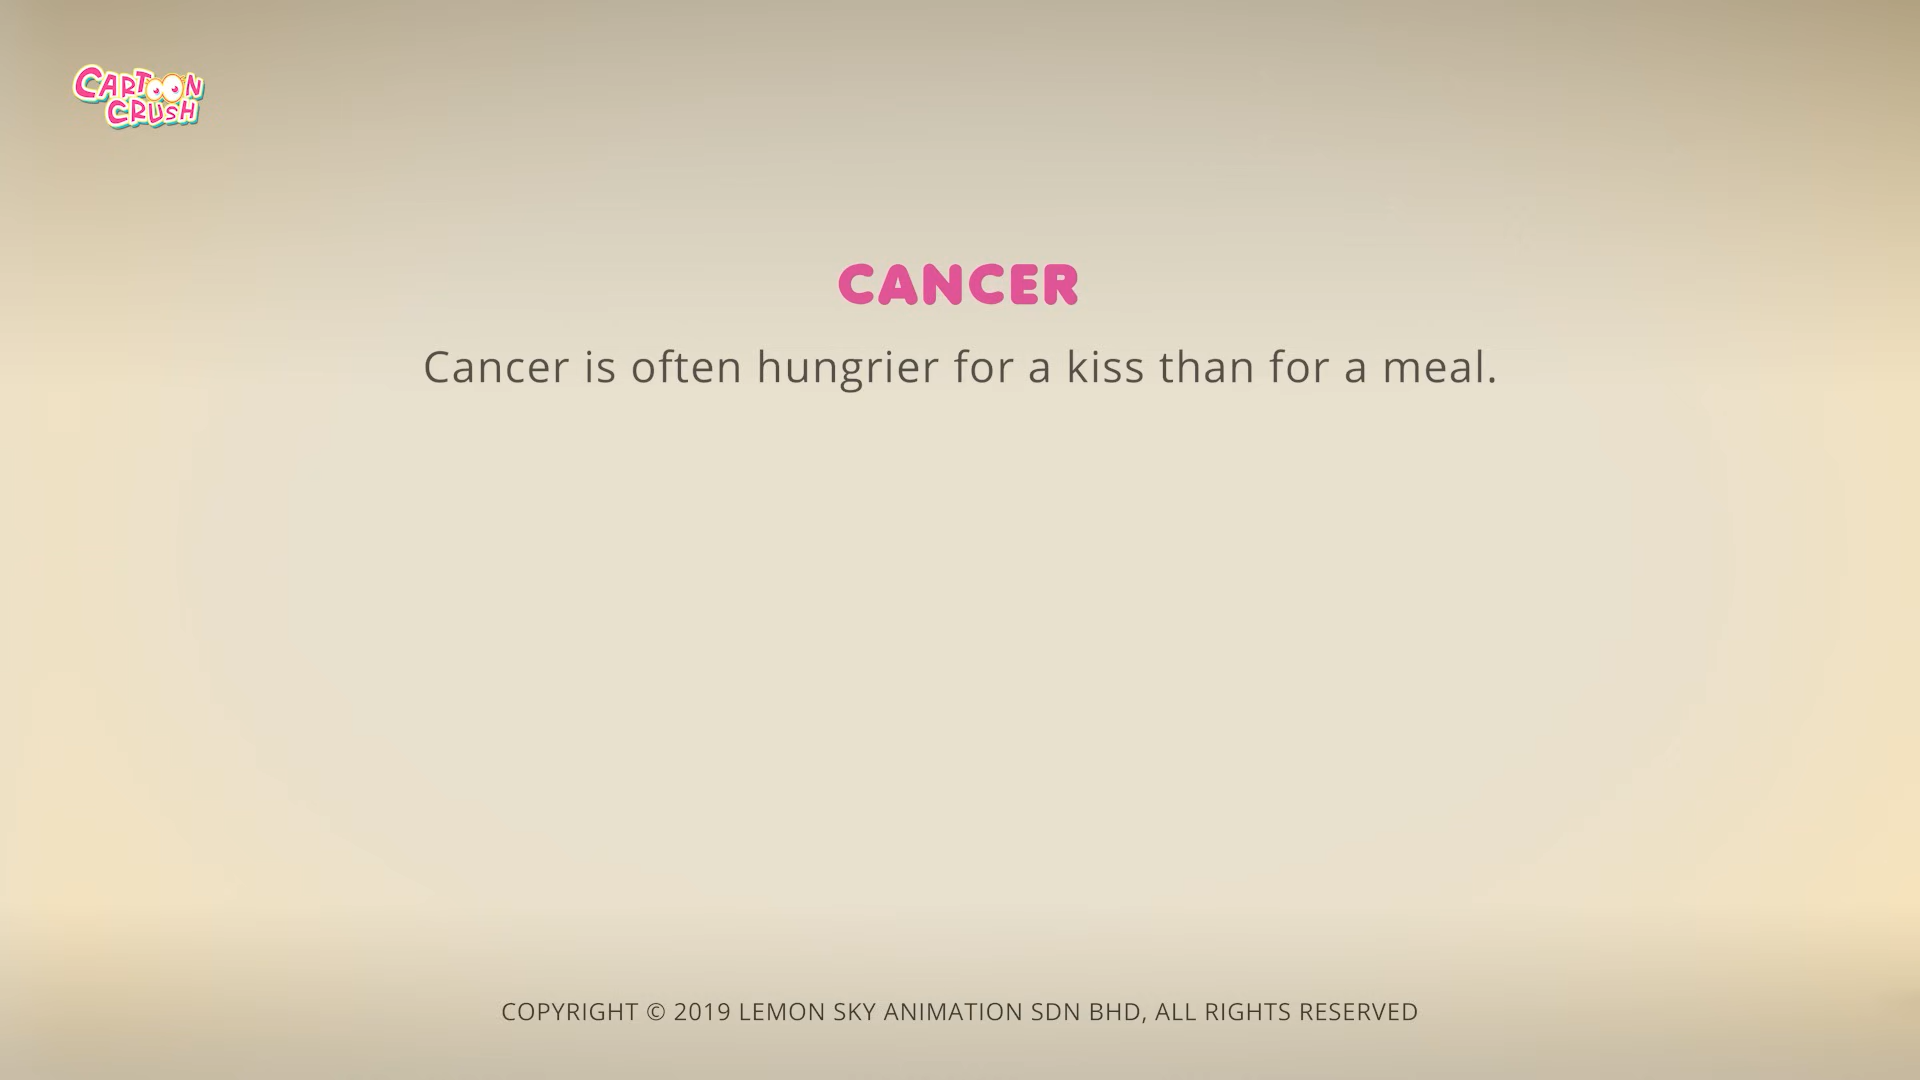 CARTOON
CRUSH
CANCER
Cancer is often hungrier for a kiss than for a meal.
COPYRIGHT © 2019 LEMON SKY ANIMATION SDN BHD, ALL RIGHTS RESERVED